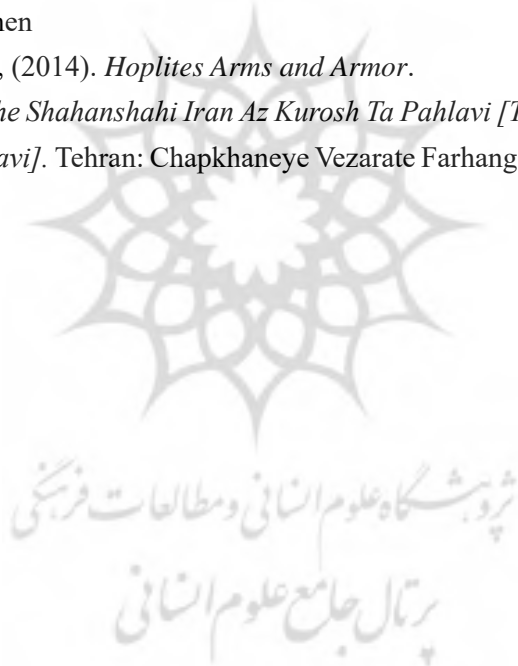 nen
, (2014). Hoplites Arms and Armor.
he Shahanshahi Iran Az Kurosh Ta Pahlavi [T
avi]. Tehran: Chapkhaneye Vezarate Farhang
پژوهشگاه علوم انسانی و مطالعات فرهنگی
پرتال جامع علوم انسانی